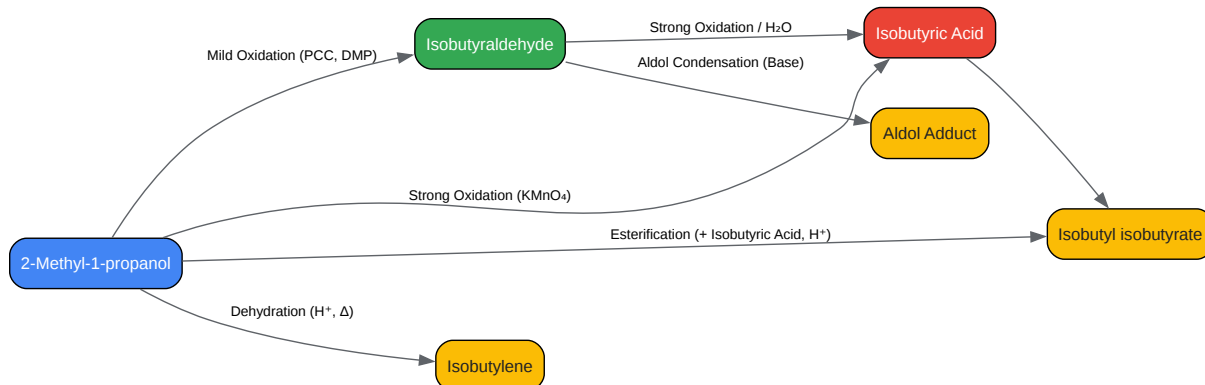 Isobutyraldehyde
Strong Oxidation / H₂O
Isobutyric Acid
Mild Oxidation (PCC, DMP)
Aldol Condensation (Base)
Aldol Adduct
Strong Oxidation (KMnO₄)
Esterification (+ Isobutyric Acid, H⁺)
Isobutyl isobutyrate
2-Methyl-1-propanol
Dehydration (H⁺, Δ)
Isobutylene